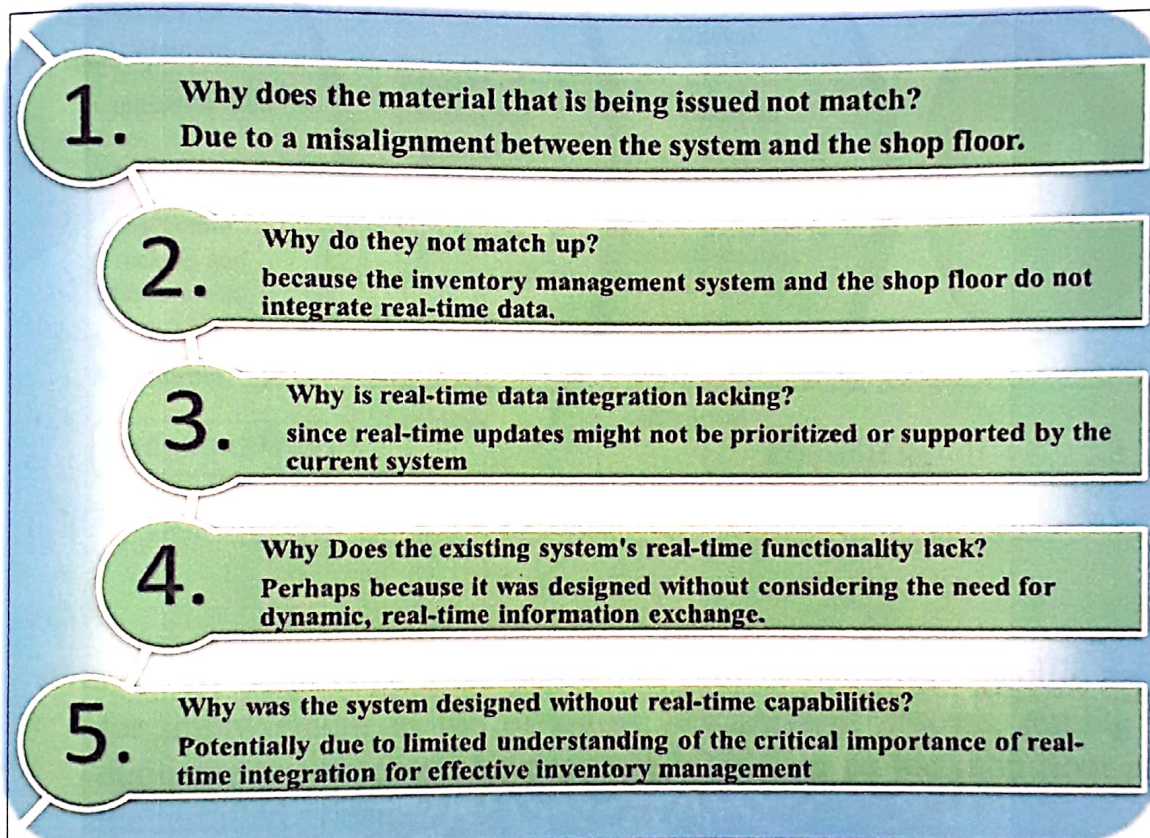 1.
Why does the material that is being issued not match?
Due to a misalignment between the system and the shop floor.
2.
Why do they not match up?
because the inventory management system and the shop floor do not
integrate real-time data.
3.
Why is real-time data integration lacking?
since real-time updates might not be prioritized or supported by the
current system
4.
Why Does the existing system's real-time functionality lack?
Perhaps because it was designed without considering the need for
dynamic, real-time information exchange.
5.
Why was the system designed without real-time capabilities?
Potentially due to limited understanding of the critical importance of real-
time integration for effective inventory management